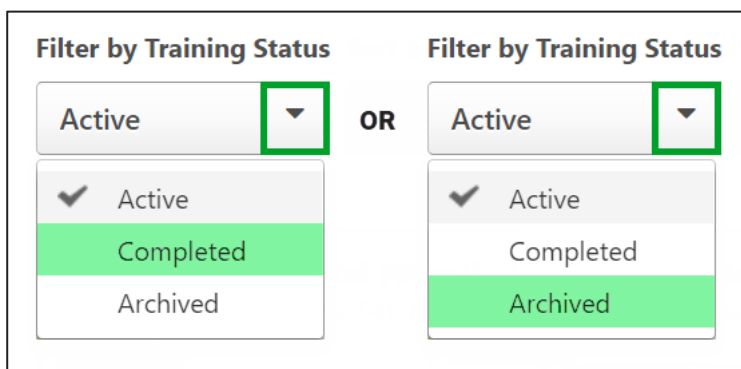 Filter by Training Status
Active
Active
Completed
Archived
OR
Filter by Training Status
Active
Active
Completed
Archived